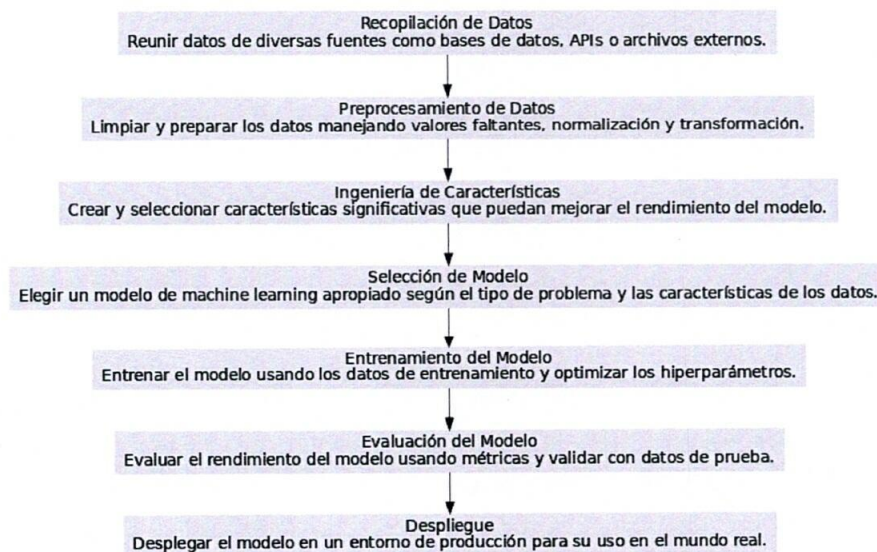 Recopilación de Datos
Reunir datos de diversas fuentes como bases de datos, APIs o archivos externos.
Preprocesamiento de Datos
Limpiar y preparar los datos manejando valores faltantes, normalización y transformación.
Ingeniería de Características
Crear y seleccionar características significativas que puedan mejorar el rendimiento del modelo.
Selección de Modelo
Elegir un modelo de machine learning apropiado según el tipo de problema y las características de los datos.
Entrenamiento del Modelo
Entrenar el modelo usando los datos de entrenamiento y optimizar los hiperparámetros.
Evaluación del Modelo
Evaluar el rendimiento del modelo usando métricas y validar con datos de prueba.
Despliegue
Desplegar el modelo en un entorno de producción para su uso en el mundo real.